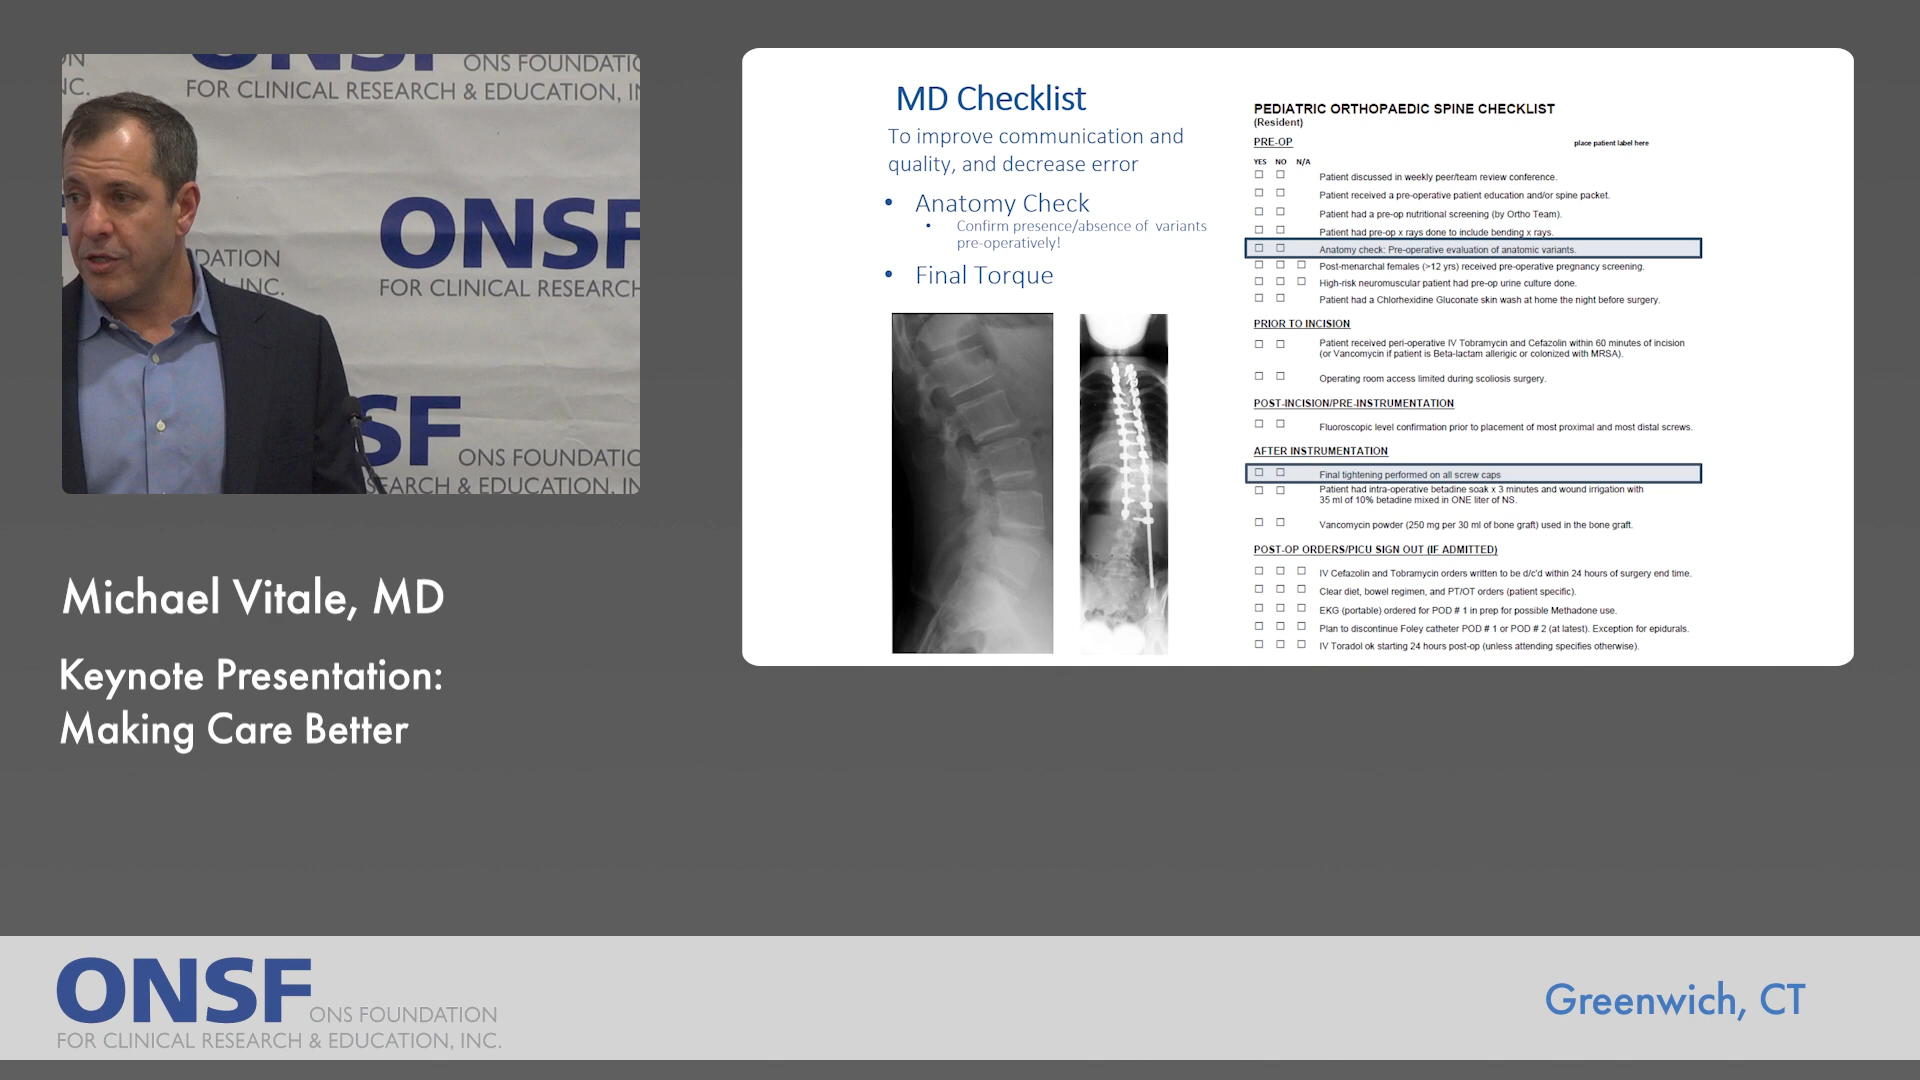 ON
ONSF ONS FOUNDATIO
NC.
FOR CLINICAL RESEARCH & EDUCATION, IN
ONSF
DATION
INC.
FOR CLINICAL RESEARCH
SF ONS FOUNDATIO
SEARCH & EDUCATION, IN
Michael Vitale, MD
Keynote Presentation:
Making Care Better
MD Checklist
To improve communication and
quality, and decrease error
• Anatomy Check
• Confirm presence/absence of variants
pre-operatively!
• Final Torque
PEDIATRIC ORTHOPAEDIC SPINE CHECKLIST
(Resident)
PRE-OP
place patient label here
YES NO N/A
Patient discussed in weekly peer/team review conference.
Patient received a pre-operative patient education and/or spine packet.
Patient had a pre-op nutritional screening (by Ortho Team).
Patient had pre-op x rays done to include bending x rays.
Anatomy check: Pre-operative evaluation of anatomic variants.
Post-menarchal females (>12 yrs) received pre-operative pregnancy screening.
High-risk neuromuscular patient had pre-op urine culture done.
Patient had a Chlorhexidine Gluconate skin wash at home the night before surgery.
PRIOR TO INCISION
Patient received peri-operative IV Tobramycin and Cefazolin within 60 minutes of incision
(or Vancomycin if patient is Beta-lactam allergic or colonized with MRSA).
Operating room access limited during scoliosis surgery.
POST-INCISION/PRE-INSTRUMENTATION
Fluoroscopic level confirmation prior to placement of most proximal and most distal screws.
AFTER INSTRUMENTATION
Final tightening performed on all screw caps
Patient had intra-operative betadine soak x 3 minutes and wound irrigation with
35 ml of 10% betadine mixed in ONE liter of NS.
Vancomycin powder (250 mg per 30 ml of bone graft) used in the bone graft.
POST-OP ORDERS/PICU SIGN OUT (IF ADMITTED)
IV Cefazolin and Tobramycin orders written to be d/c'd within 24 hours of surgery end time.
Clear diet, bowel regimen, and PT/OT orders (patient specific).
EKG (portable) ordered for POD # 1 in prep for possible Methadone use.
Plan to discontinue Foley catheter POD # 1 or POD # 2 (at latest). Exception for epidurals.
IV Toradol ok starting 24 hours post-op (unless attending specifies otherwise).
ONSF ONS FOUNDATION
FOR CLINICAL RESEARCH & EDUCATION, INC.
Greenwich, CT